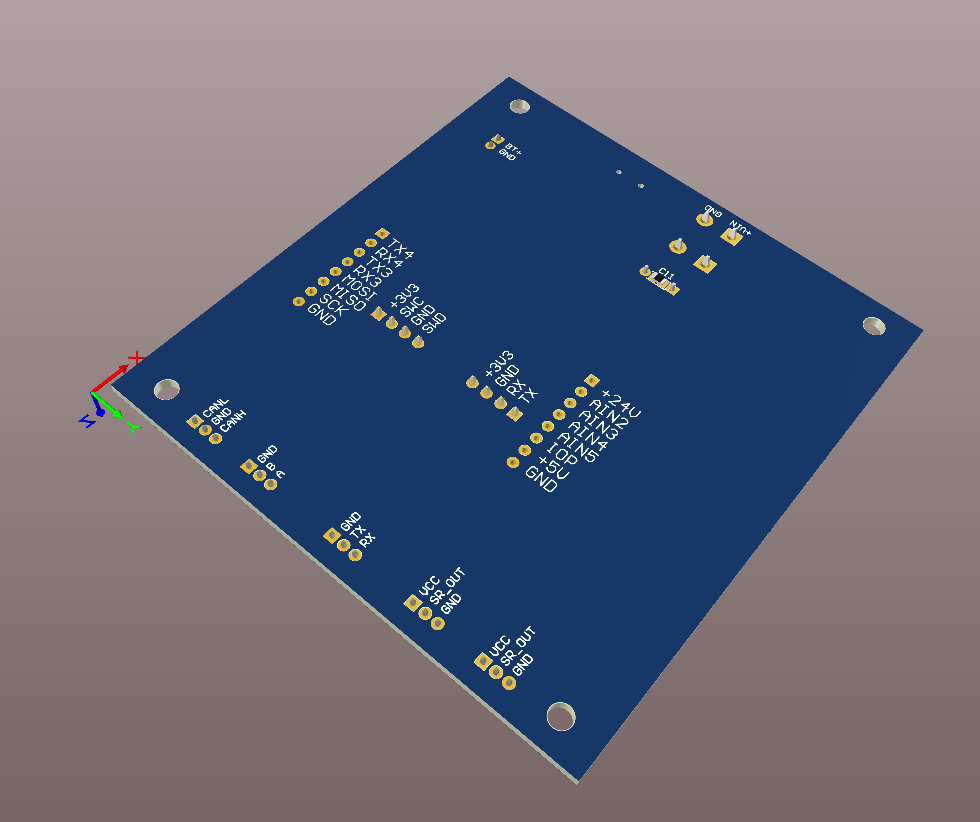 BT+
GND
GND
VIN+
C11
TX4
RX4
TX3
RX3
MOSI
MISO
SCK
GND
+3V3
SWC
GND
SWD
+3V3
GND
RX
TX
+24V
AIN2
AIN3
AIN4
AIN5
IOP
+5V
GND
X
Z
Y
CANL
GND
CANH
GND
B
A
GND
TX
RX
VCC
SR_OUT
GND
VCC
SR_OUT
GND